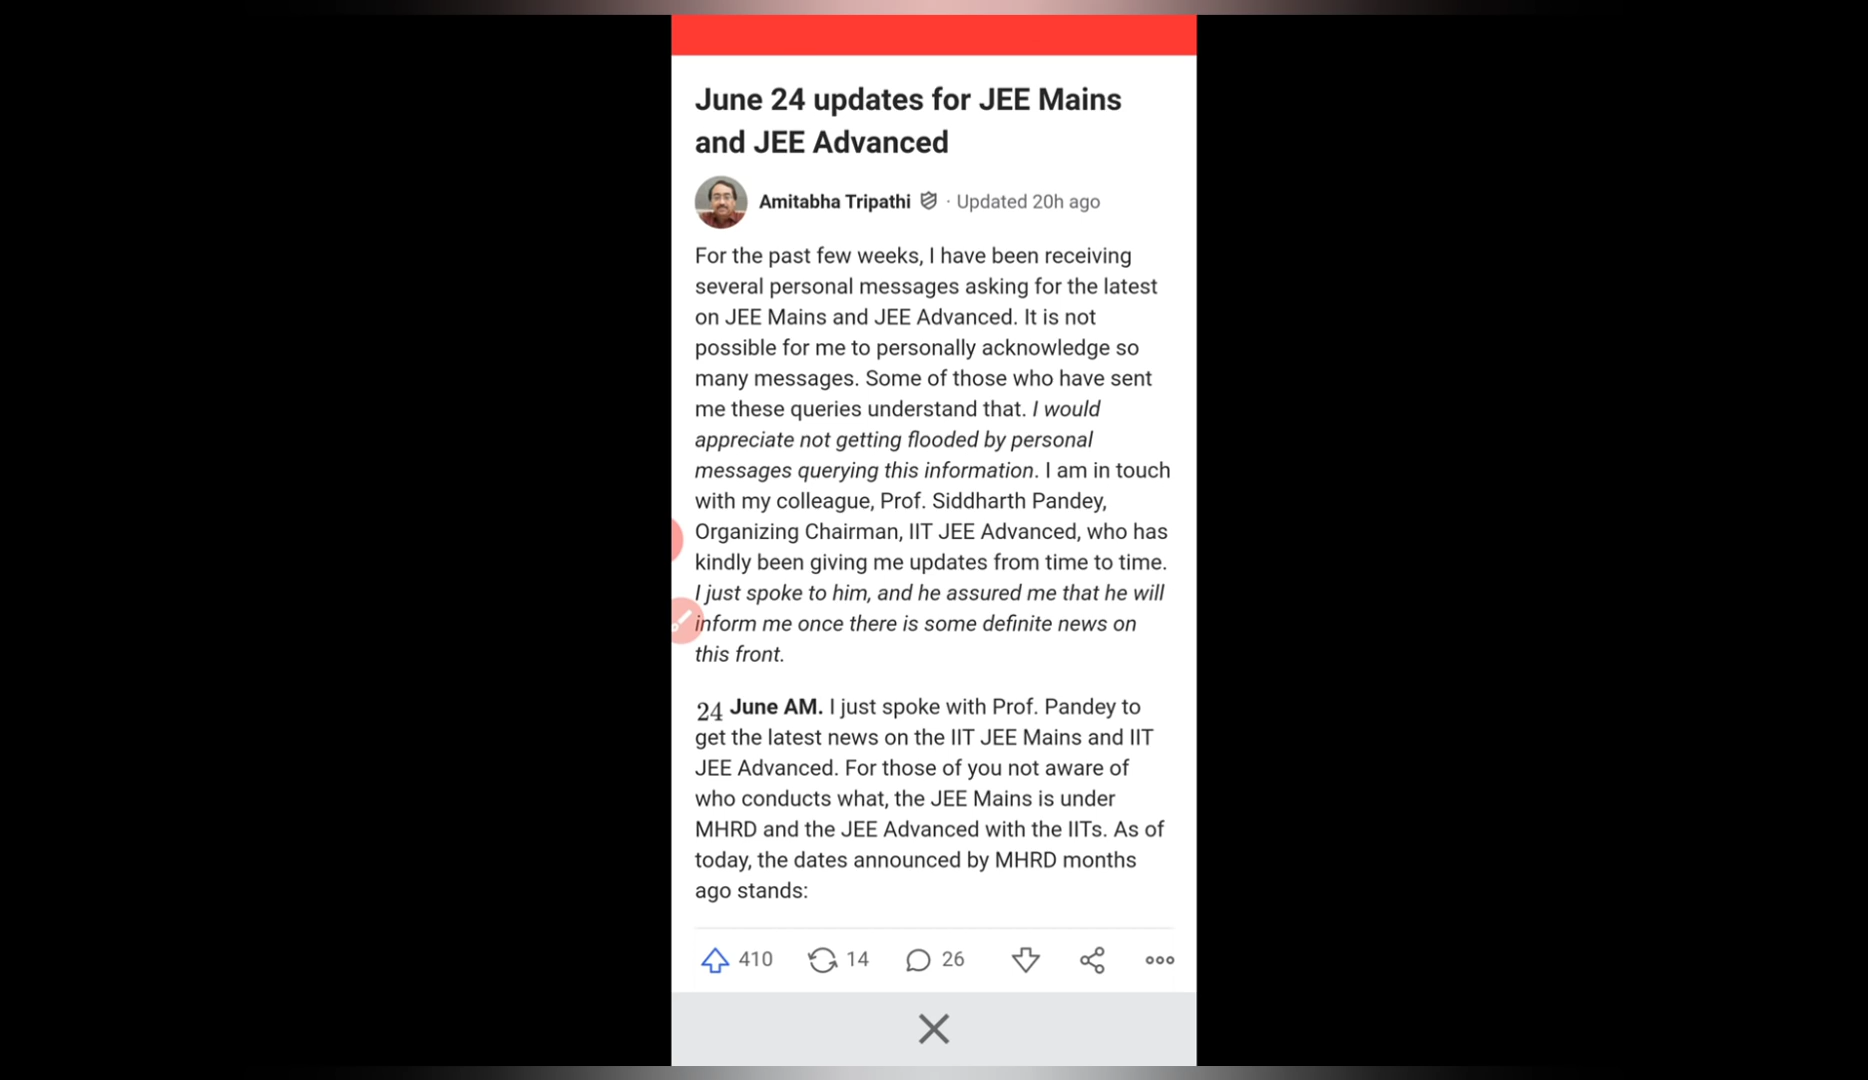 June 24 updates for JEE Mains
and JEE Advanced
Amitabha Tripathi · Updated 20h ago
For the past few weeks, I have been receiving
several personal messages asking for the latest
on JEE Mains and JEE Advanced. It is not
possible for me to personally acknowledge so
many messages. Some of those who have sent
me these queries understand that. I would
appreciate not getting flooded by personal
messages querying this information. I am in touch
with my colleague, Prof. Siddharth Pandey,
Organizing Chairman, IIT JEE Advanced, who has
kindly been giving me updates from time to time.
I just spoke to him, and he assured me that he will
inform me once there is some definite news on
this front.
24 June AM. I just spoke with Prof. Pandey to
get the latest news on the IIT JEE Mains and IIT
JEE Advanced. For those of you not aware of
who conducts what, the JEE Mains is under
MHRD and the JEE Advanced with the IITs. As of
today, the dates announced by MHRD months
ago stands:
410 14 26